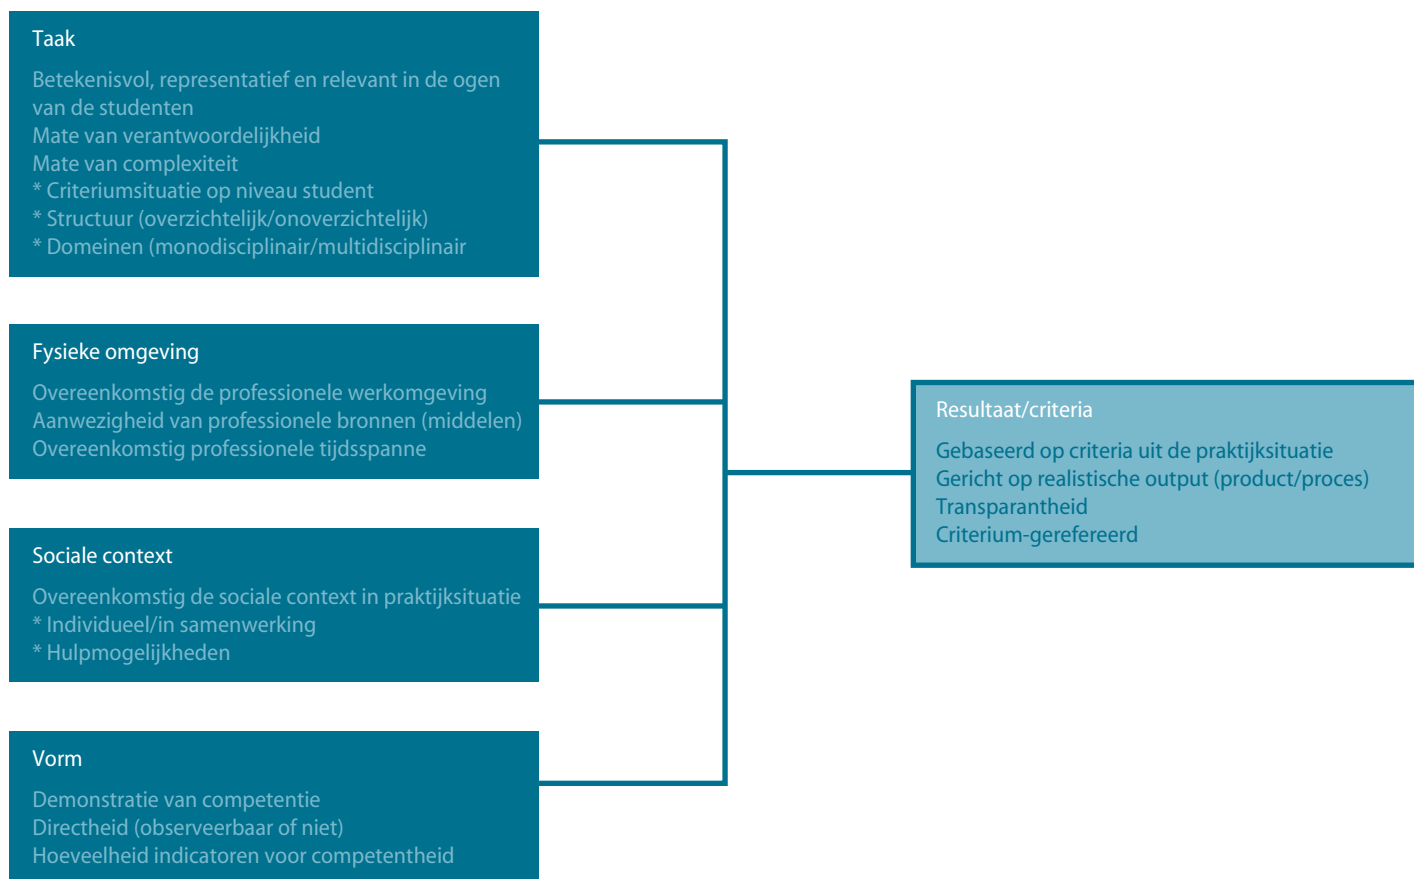 Taak
Betekenisvol, representatief en relevant in de ogen
van de studenten
Mate van verantwoordelijkheid
Mate van complexiteit
* Criteriumsituatie op niveau student
* Structuur (overzichtelijk/onoverzichtelijk)
* Domeinen (monodisciplinair/multidisciplinair
Fysieke omgeving
Overeenkomstig de professionele werkomgeving
Aanwezigheid van professionele bronnen (middelen)
Overeenkomstig professionele tijdsspanne
Sociale context
Overeenkomstig de sociale context in praktijksituatie
* Individueel/in samenwerking
* Hulpmogelijkheden
Vorm
Demonstratie van competentie
Directheid (observeerbaar of niet)
Hoeveelheid indicatoren voor competentheid
Resultaat/criteria
Gebaseerd op criteria uit de praktijksituatie
Gericht op realistische output (product/proces)
Transparantheid
Criterium-gerefereerd